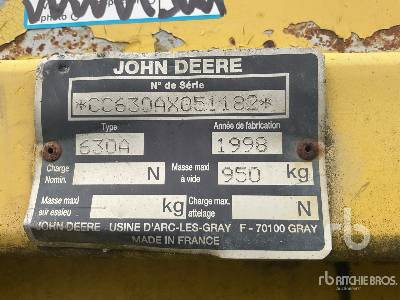 JOHN DEERE
N° de Série
*CC630AX051182*
Type
Année de fabrication
630A
1998
Charge Nomin.
N
Masse maxi à vide
950 kg
Masse maxi sur essieu
kg
Charge max. attelage
N
JOHN DEERE USINE D'ARC-LES-GRAY F - 70100 GRAY
MADE IN FRANCE
rb
RITCHIE BROS.
Auctioneers